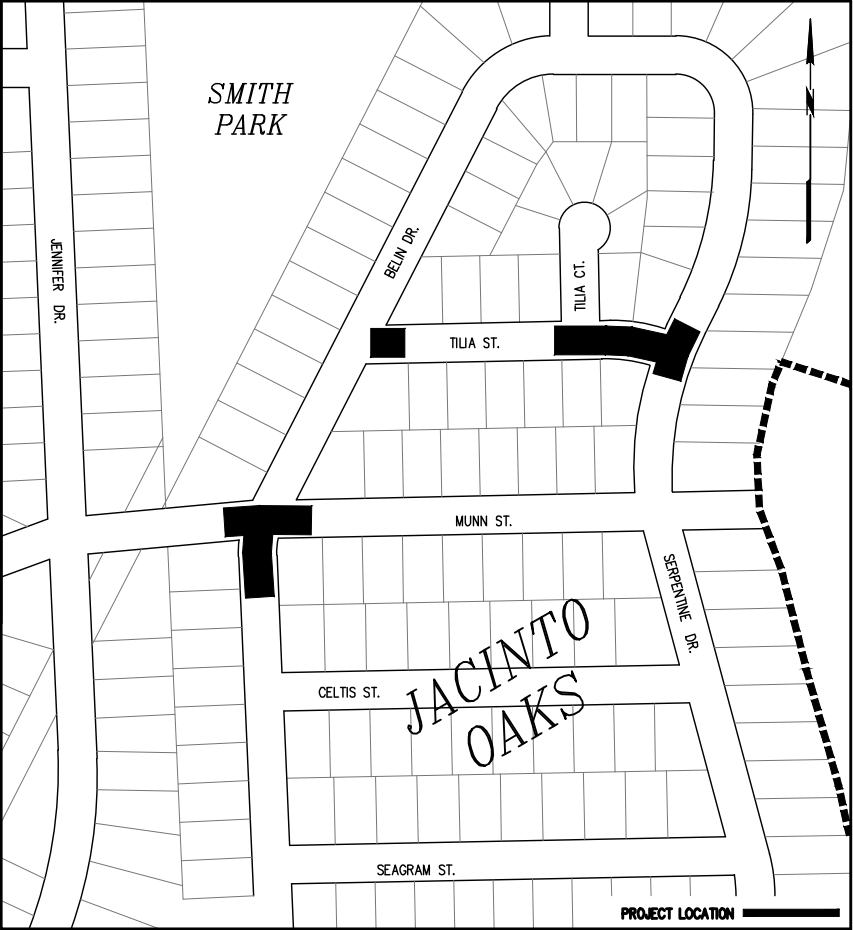 SMITH
PARK
N
JENNIFER DR.
BELIN DR.
TILIA CT.
TILIA ST.
MUNN ST.
SERPENTINE DR.
JACINTO
OAKS
CELTIS ST.
SEAGRAM ST.
PROJECT LOCATION